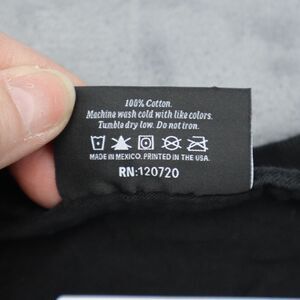 100% Cotton.
Machine wash cold with like colors.
Tumble dry low. Do not iron.
MADE IN MEXICO. PRINTED IN THE USA.
RN:120720